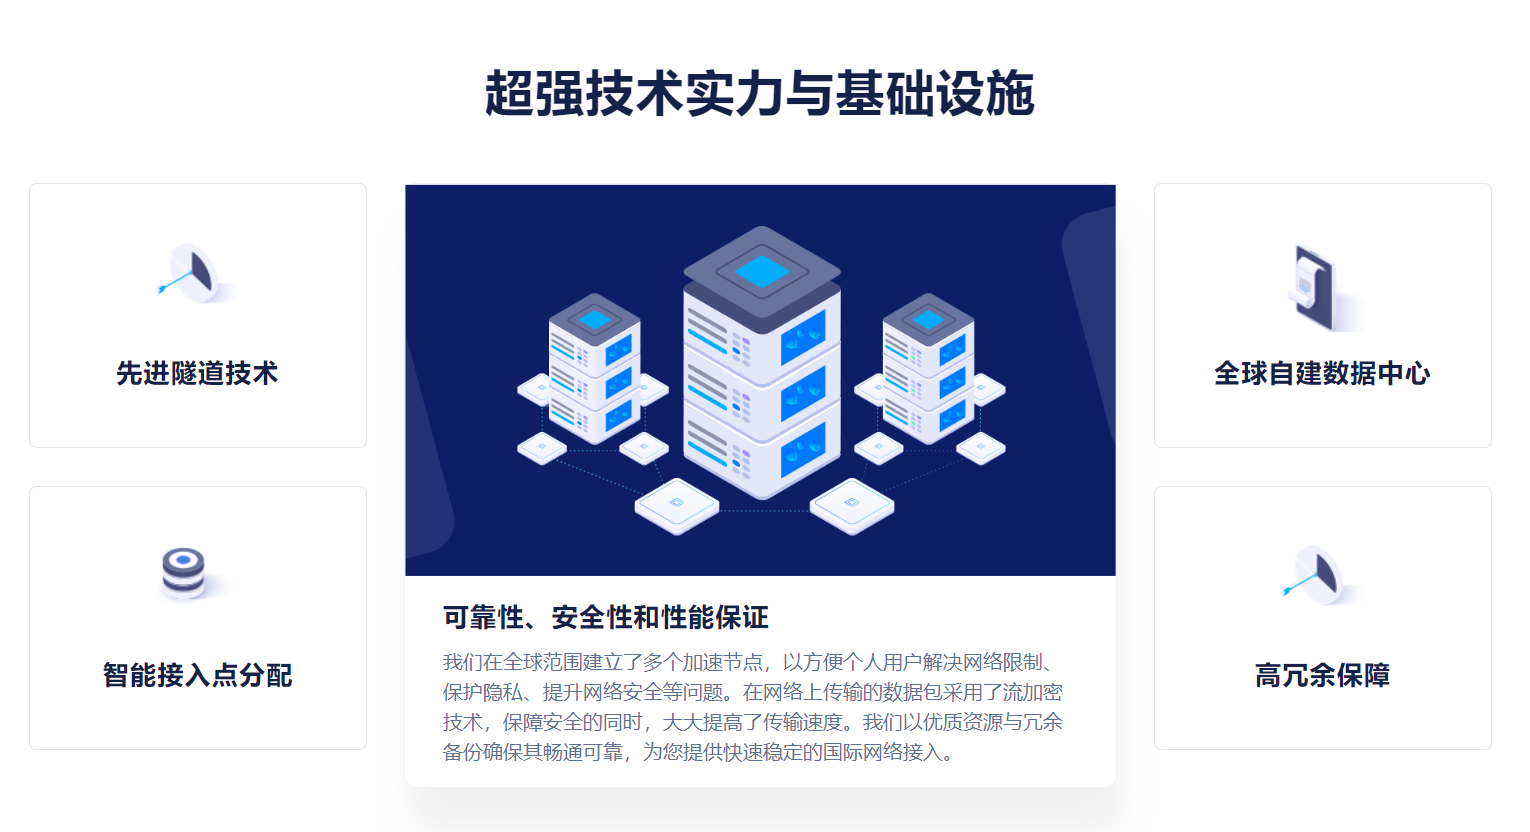 超强技术实力与基础设施
先进隧道技术
智能接入点分配
可靠性、安全性和性能保证
我们在全球范围建立了多个加速节点，以方便个人用户解决网络限制、
保护隐私、提升网络安全等问题。在网络上传输的数据包采用了流加密
技术，保障安全的同时，大大提高了传输速度。我们以优质资源与冗余
备份确保其畅通可靠，为您提供快速稳定的国际网络接入。
全球自建数据中心
高冗余保障